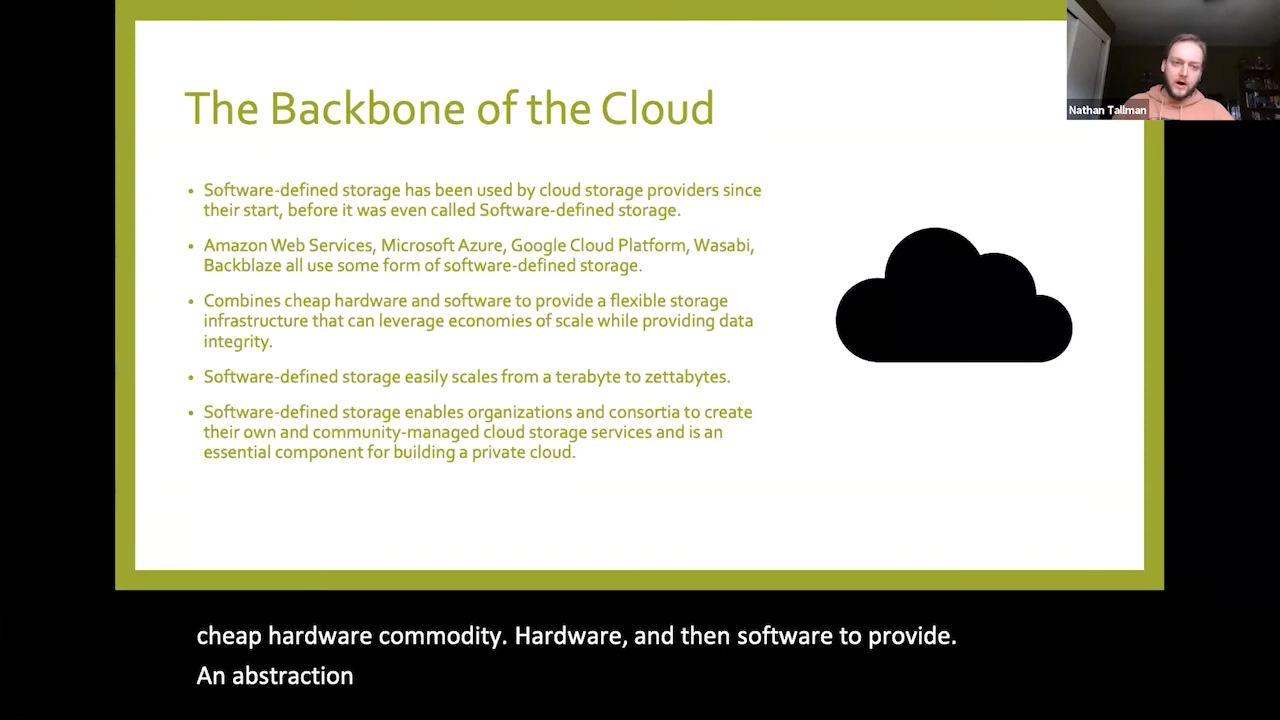 The Backbone of the Cloud
Nathan Tallman
• Software-defined storage has been used by cloud storage providers since
their start, before it was even called Software-defined storage.
• Amazon Web Services, Microsoft Azure, Google Cloud Platform, Wasabi,
Backblaze all use some form of software-defined storage.
• Combines cheap hardware and software to provide a flexible storage
infrastructure that can leverage economies of scale while providing data
integrity.
• Software-defined storage easily scales from a terabyte to zettabytes.
• Software-defined storage enables organizations and consortia to create
their own and community-managed cloud storage services and is an
essential component for building a private cloud.
cheap hardware commodity. Hardware, and then software to provide.
An abstraction